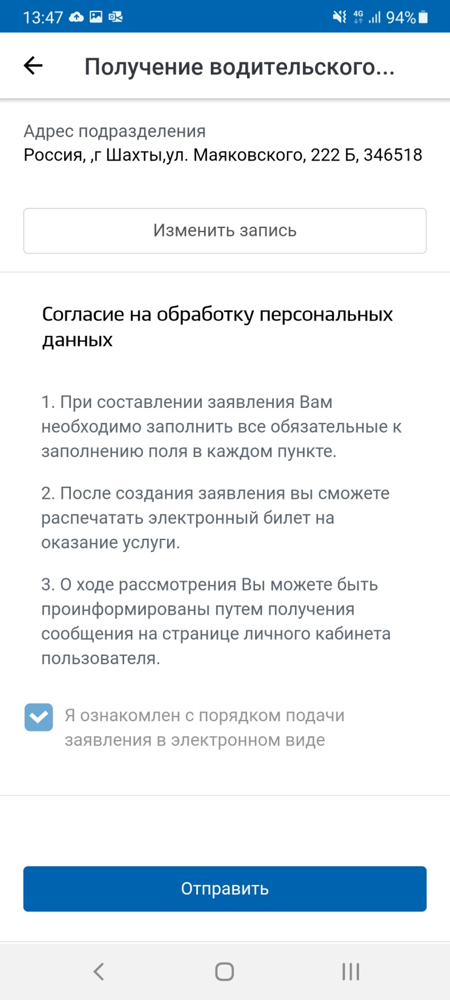 13:47 4G 94%
Получение водительского...
Адрес подразделения
Россия, ,г Шахты,ул. Маяковского, 222 Б, 346518
Изменить запись
Согласие на обработку персональных
данных
1. При составлении заявления Вам
необходимо заполнить все обязательные к
заполнению поля в каждом пункте.
2. После создания заявления вы сможете
распечатать электронный билет на
оказание услуги.
3. О ходе рассмотрения Вы можете быть
проинформированы путем получения
сообщения на странице личного кабинета
пользователя.
Я ознакомлен с порядком подачи
заявления в электронном виде
Отправить